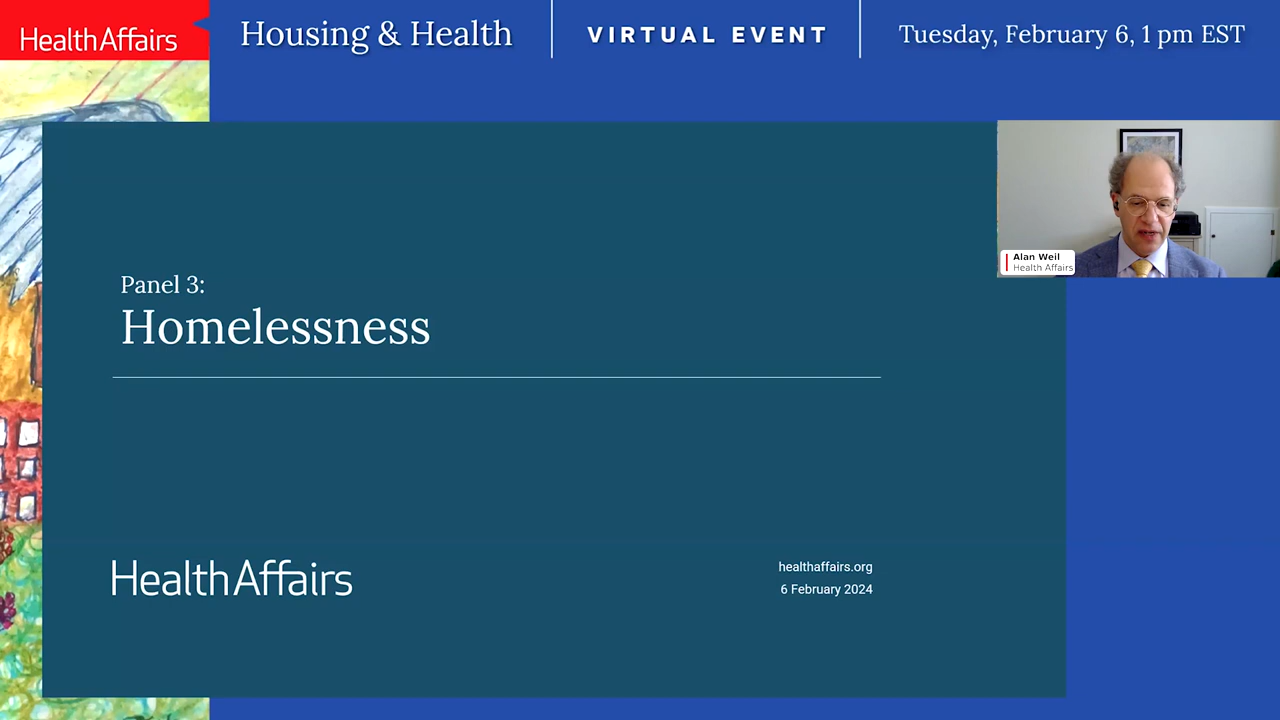 HealthAffairs
Housing & Health
VIRTUAL EVENT
Tuesday, February 6, 1 pm EST
Alan Weil
Health Affairs
Panel 3:
Homelessness
HealthAffairs
healthaffairs.org
6 February 2024